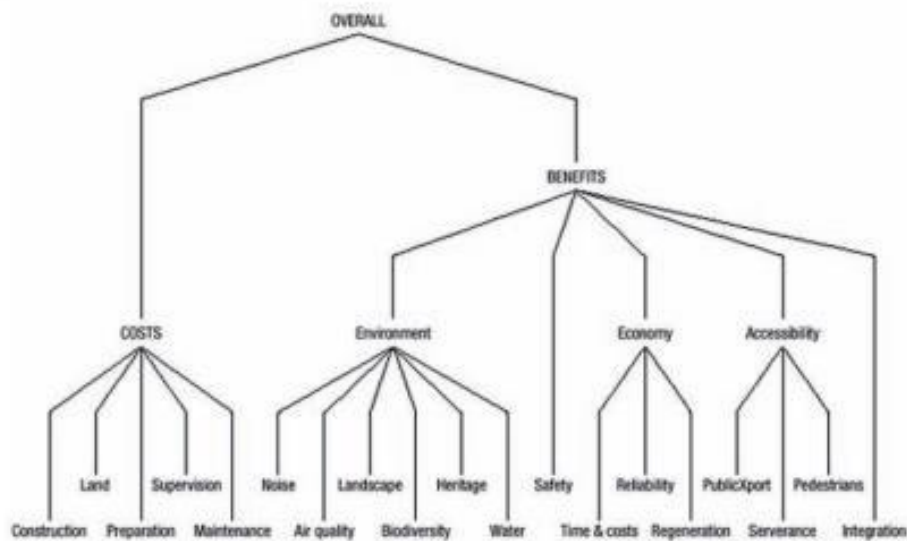 OVERALL
BENEFITS
COSTS Environment Economy Accessibility
Land Supervision Noise Landscape Heritage Safety Reliability PublicXport Pedestrians
Construction Preparation Maintenance Air quality Biodiversity Water Time & costs Regeneration Serverance Integration